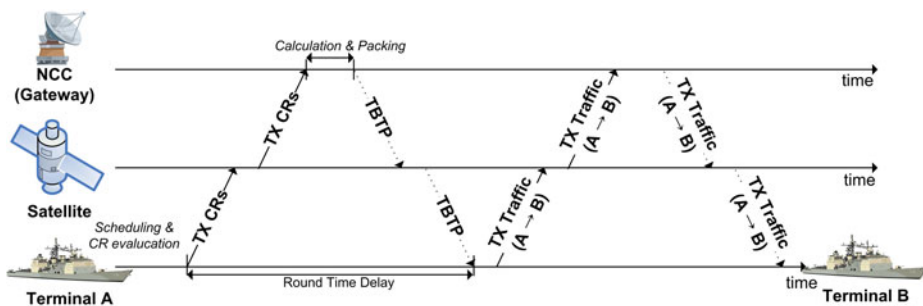 Calculation & Packing
NCC
(Gateway)
time
TX CRs
TBTP
TX Traffic
(A → B)
TX Traffic
(A → B)
time
Satellite
Scheduling &
CR evalucation
TX CRs
TBTP
TX Traffic
(A → B)
TX Traffic
(A → B)
time
Round Time Delay
Terminal A
Terminal B